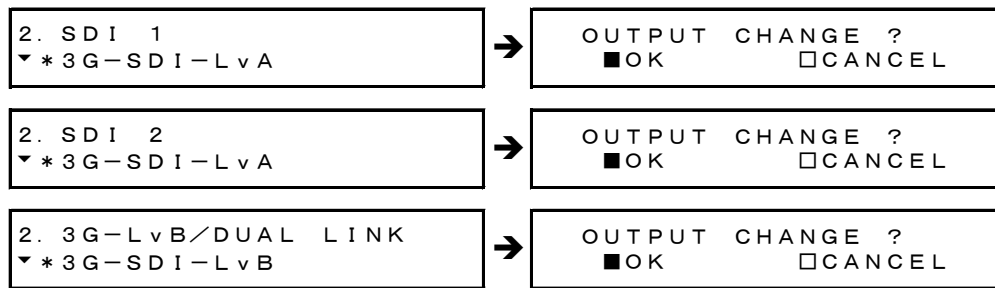 2. SDI 1
▼*3G-SDI-LvA
➔
OUTPUT CHANGE ?
■OK □CANCEL
2. SDI 2
▼*3G-SDI-LvA
➔
OUTPUT CHANGE ?
■OK □CANCEL
2. 3G-LvB/DUAL LINK
▼*3G-SDI-LvB
➔
OUTPUT CHANGE ?
■OK □CANCEL